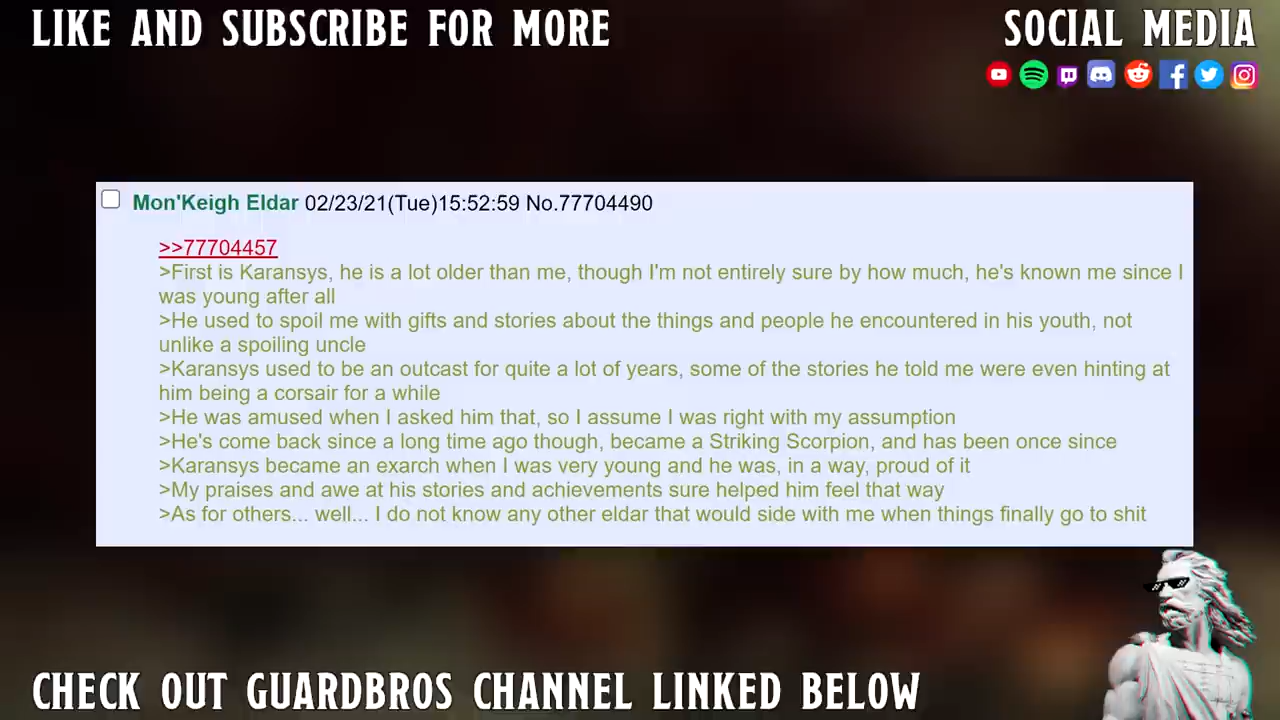 LIKE AND SUBSCRIBE FOR MORE
SOCIAL MEDIA
Mon'Keigh Eldar 02/23/21(Tue)15:52:59 No.77704490
>>77704457
>First is Karansys, he is a lot older than me, though I'm not entirely sure by how much, he's known me since I
was young after all
>He used to spoil me with gifts and stories about the things and people he encountered in his youth, not
unlike a spoiling uncle
>Karansys used to be an outcast for quite a lot of years, some of the stories he told me were even hinting at
him being a corsair for a while
>He was amused when I asked him that, so I assume I was right with my assumption
>He's come back since a long time ago though, became a Striking Scorpion, and has been once since
>Karansys became an exarch when I was very young and he was, in a way, proud of it
>My praises and awe at his stories and achievements sure helped him feel that way
>As for others... well... I do not know any other eldar that would side with me when things finally go to shit
CHECK OUT GUARDBROS CHANNEL LINKED BELOW